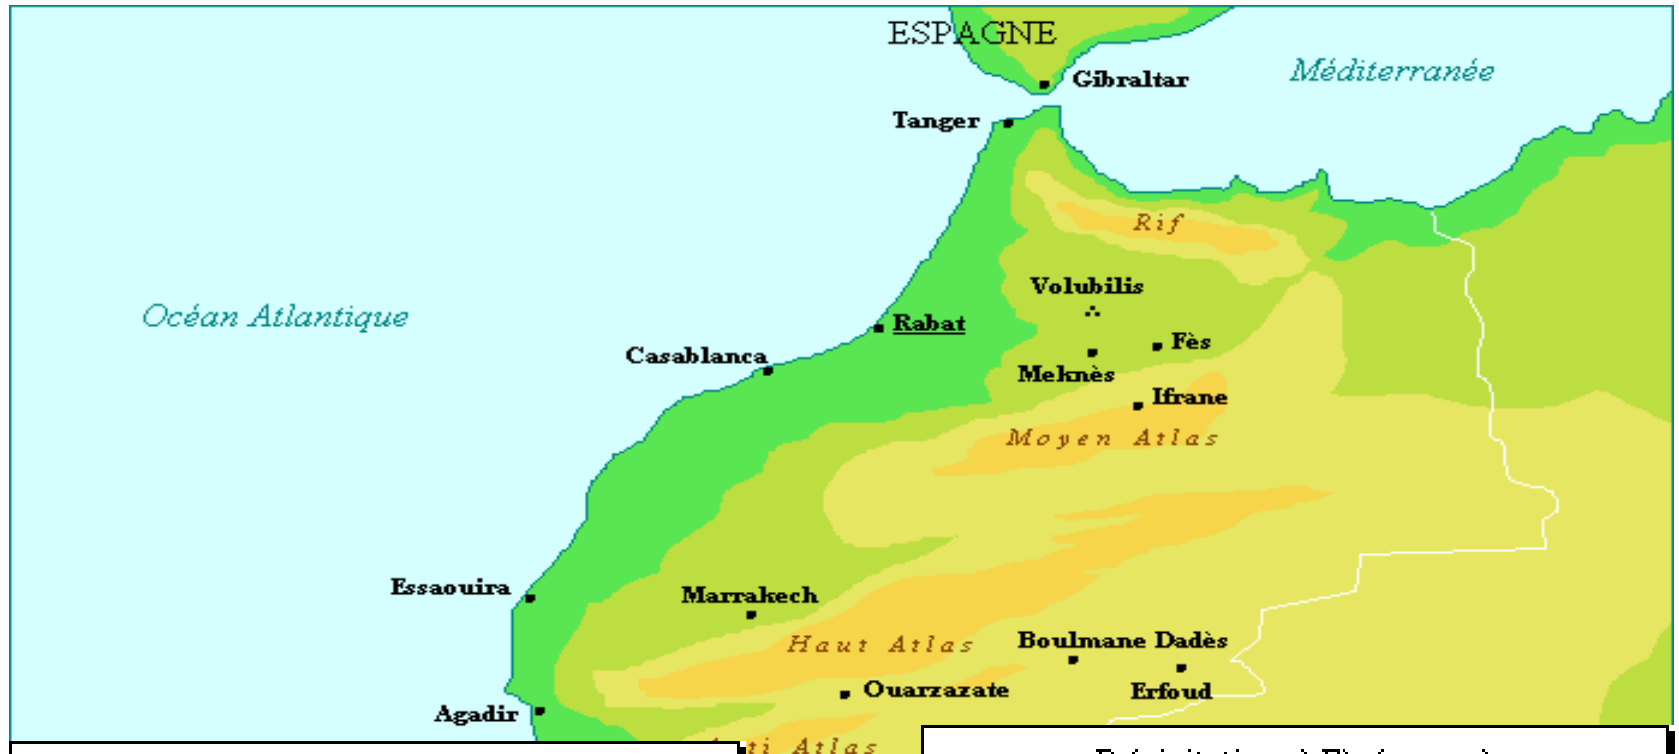 ESPAGNE
Méditerranée
Gibraltar
Tanger
Rif
Volubilis
Océan Atlantique
Rabat
Fès
Casablanca
Meknès
Ifrane
Moyen Atlas
Essaouira
Marrakech
Haut Atlas
Boulmane Dadès
Ouarzazate
Erfoud
Agadir
Atlas